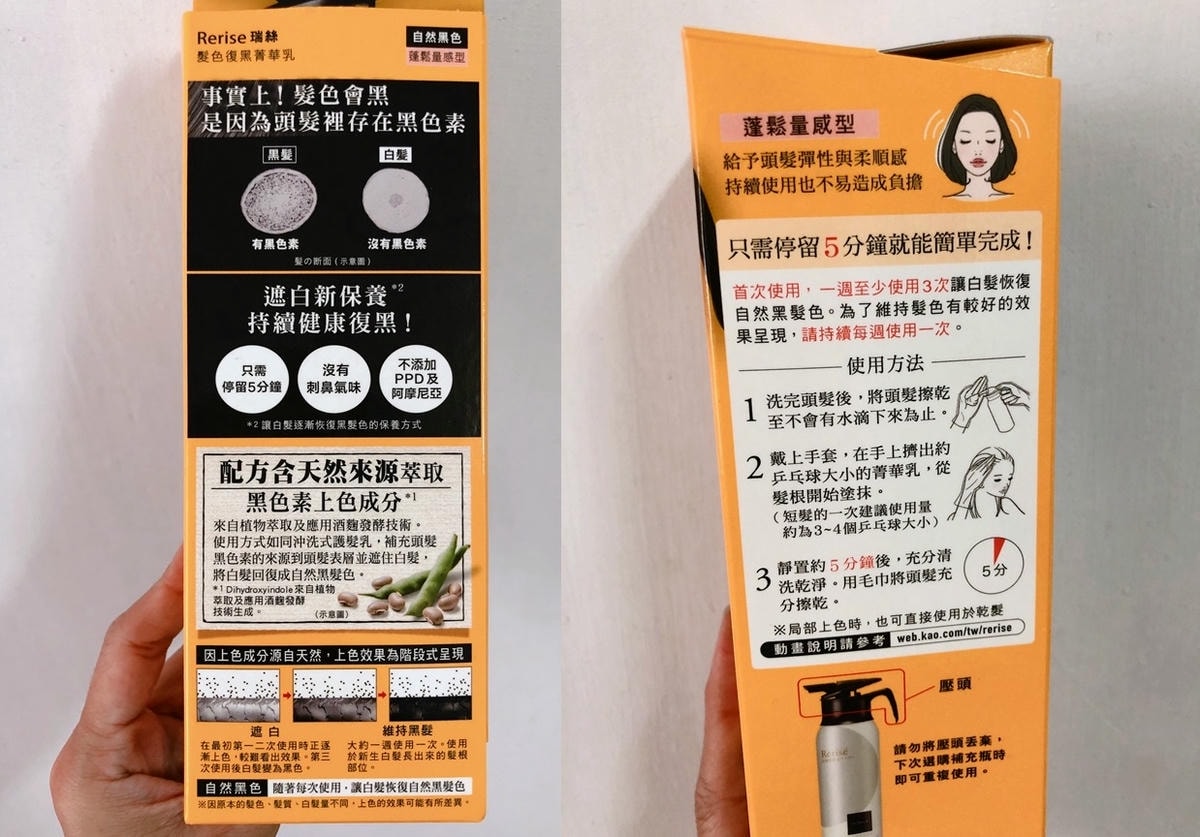 Rerise 瑞絲
髮色復黑菁華乳
自然黑色
蓬鬆量感型
事實上！髮色會黑
是因為頭髮裡存在黑色素
黑髮
白髮
有黑色素
沒有黑色素
髮の断面（示意圖）
遮白新保養*2
持續健康復黑！
只需
停留5分鐘
沒有
刺鼻氣味
不添加
PPD及
阿摩尼亞
*2 讓白髮逐漸恢復黑髮色的保養方式
配方含天然來源萃取
黑色素上色成分*1
來自植物萃取及應用酒麴發酵技術。
使用方式如同沖洗式護髮乳，補充頭髮
黑色素的來源到頭髮表層並遮住白髮，
將白髮回復成自然黑髮色。
*1 Dihydroxyindole來自植物
萃取及應用酒麴發酵
技術生成。
（示意圖）
因上色成分源自天然，上色效果為階段式呈現
遮白
維持黑髮
在最初第一二次使用時正逐
漸上色，較難看出效果。第三
次使用後白髮變為黑色。
大約一週使用一次。使用
於新生白髮長出來的髮根
部位。
自然黑色 隨著每次使用，讓白髮恢復自然黑髮色
※因原本的髮色、髮質、白髮量不同，上色的效果可能有所差異。
蓬鬆量感型
給予頭髮彈性與柔順感
持續使用也不易造成負擔
只需停留5分鐘就能簡單完成！
首次使用，一週至少使用3次讓白髮恢復
自然黑髮色。為了維持髮色有較好的效
果呈現，請持續每週使用一次。
使用方法
1 洗完頭髮後，將頭髮擦乾
至不會有水滴下來為止。
2 戴上手套，在手上擠出約
乒乓球大小的菁華乳，從
髮根開始塗抹。
（短髮的一次建議使用量
約為3~4個乒乓球大小）
3 靜置約5分鐘後，充分清
洗乾淨。用毛巾將頭髮充
分擦乾。
5分
※局部上色時，也可直接使用於乾髮
動畫說明請參考 web.kao.com/tw/rerise
壓頭
Rerise
請勿將壓頭丟棄，
下次選購補充瓶時
即可重複使用。